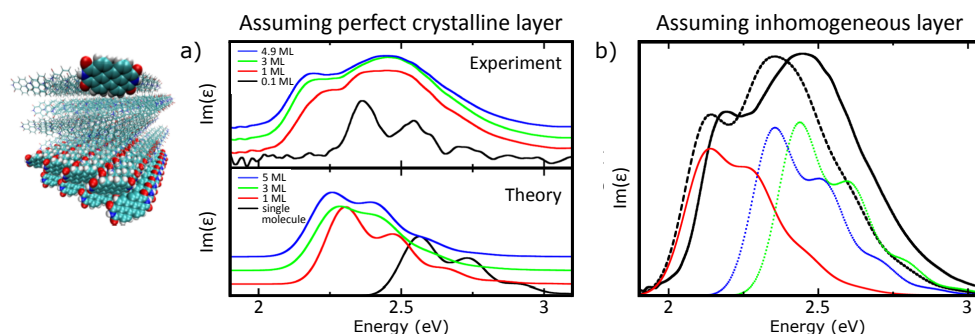 Assuming perfect crystalline layer
Assuming inhomogeneous layer
a)
4.9 ML
3 ML
1 ML
0.1 ML
Experiment
Im(ε)
5 ML
3 ML
1 ML
single
molecule
Theory
Im(ε)
2
2.5
3
Energy (eV)
b)
Im(ε)
2
2.5
3
Energy (eV)